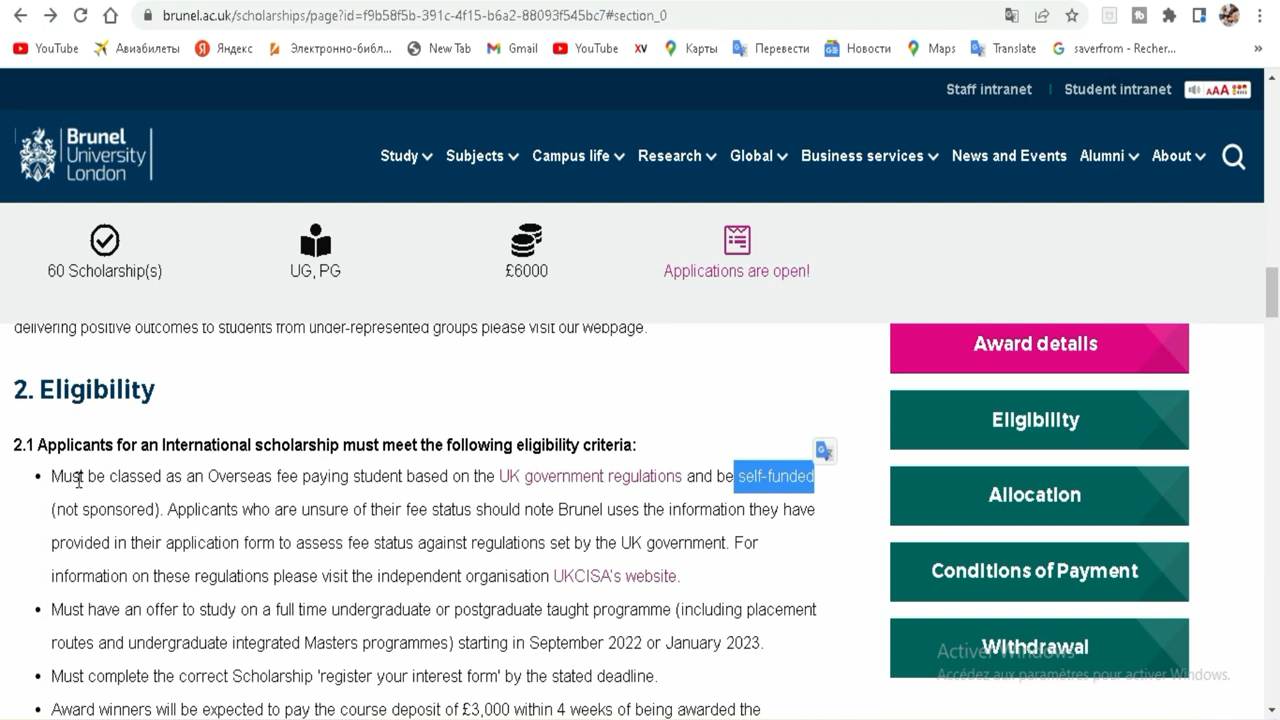 brunel.ac.uk/scholarships/page?id=f9b58f5b-391c-4f15-b6a2-88093f545bc7#section_0
YouTube Авиабилеты Яндекс Электронно-библ... New Tab Gmail YouTube XV Карты Перевести Новости Maps Translate saverfrom - Recher... »
Staff intranet Student intranet AAA
Brunel
University
London
Study Subjects Campus life Research Global Business services News and Events Alumni About
60 Scholarship(s) UG, PG £6000 Applications are open!
delivering positive outcomes to students from under-represented groups please visit our webpage.
2. Eligibility
2.1 Applicants for an International scholarship must meet the following eligibility criteria:
• Must be classed as an Overseas fee paying student based on the UK government regulations and be self-funded
(not sponsored). Applicants who are unsure of their fee status should note Brunel uses the information they have
provided in their application form to assess fee status against regulations set by the UK government. For
information on these regulations please visit the independent organisation UKCISA's website.
• Must have an offer to study on a full time undergraduate or postgraduate taught programme (including placement
routes and undergraduate integrated Masters programmes) starting in September 2022 or January 2023.
• Must complete the correct Scholarship 'register your interest form' by the stated deadline.
• Award winners will be expected to pay the course deposit of £3,000 within 4 weeks of being awarded the
Award details
Eligibility
Allocation
Conditions of Payment
Withdrawal
Activer Windows
Accédez aux paramètres pour activer Windows.